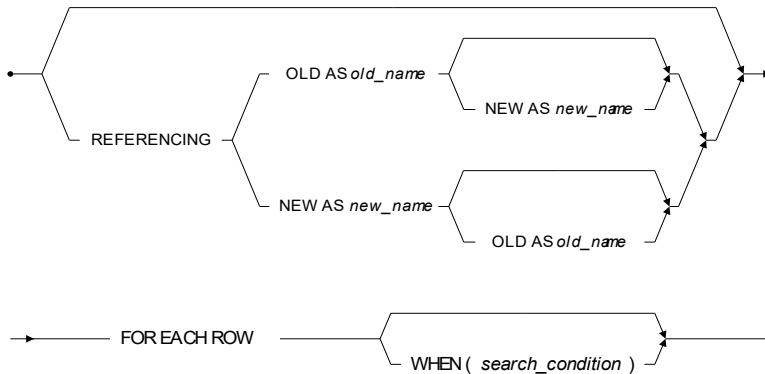 OLD AS old_name
NEW AS new_name
REFERENCING
NEW AS new_name
OLD AS old_name
FOR EACH ROW
WHEN ( search_condition )